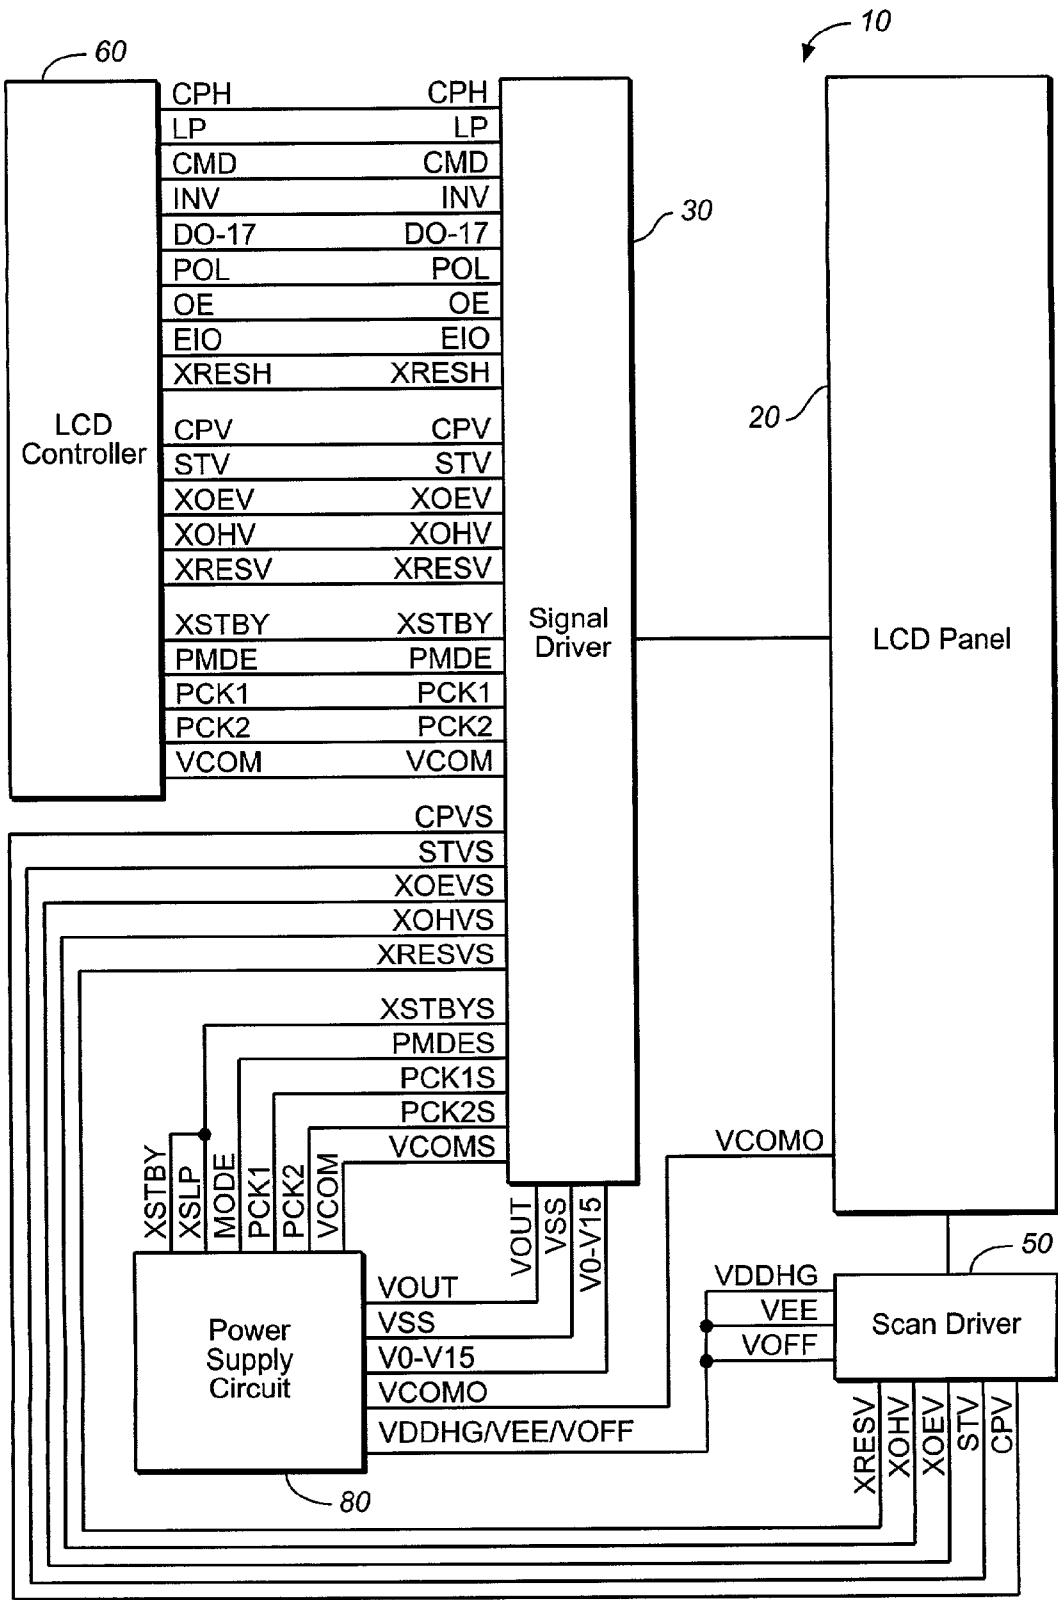 10
60
CPH CPH
LP LP
CMD CMD
INV INV
30
DO-17 DO-17
POL POL
OE OE
EIO EIO
XRESH XRESH
20
LCD
Controller
CPV CPV
STV STV
XOEV XOEV
XOHV XOHV
XRESV XRESV
Signal
Driver
LCD Panel
XSTBY XSTBY
PMDE PMDE
PCK1 PCK1
PCK2 PCK2
VCOM VCOM
CPVS
STVS
XOEVS
XOHVS
XRESVS
XSTBYS
PMDES
PCK1S
PCK2S
VCOMS
VCOMO
XSTBY
XSLP
MODE
PCK1
PCK2
VCOM
VOUT
VSS
V0-V15
50
VDDHG
VEE
VOFF
Scan Driver
Power
Supply
Circuit
VOUT
VSS
V0-V15
VCOMO
VDDHG/VEE/VOFF
XRESV
XOHV
XOEV
STV
CPV
80